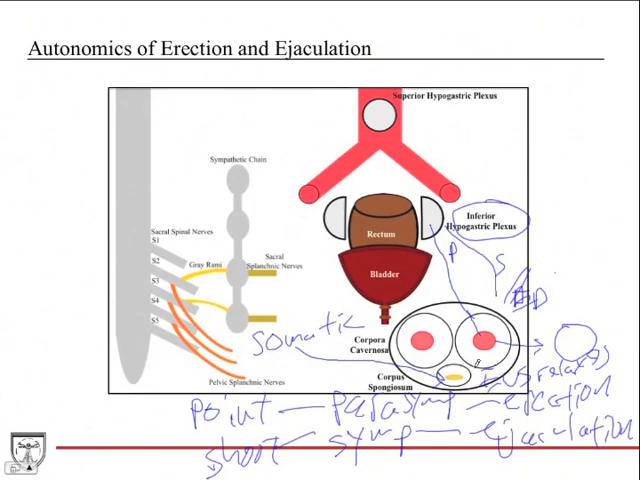 Autonomics of Erection and Ejaculation
Superior Hypogastric Plexus
Sympathetic Chain
Sacral Spinal Nerves
S1
S2
S3
S4
S5
Gray Rami
Sacral
Splanchnic Nerves
Pelvic Splanchnic Nerves
Rectum
Bladder
Inferior
Hypogastric Plexus
P
S
Corpora
Cavernosa
Corpus
Spongiosum
Somatic
relaxes
point — parasymp — erection
shoot — symp — ejaculation